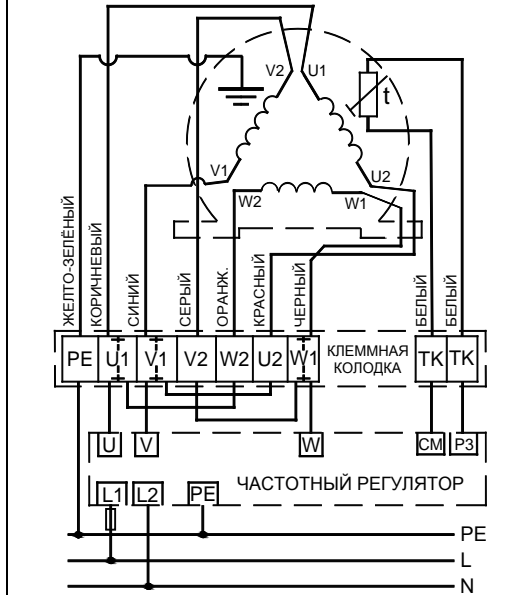 V2 U1
t
V1
U2
W2
W1
ЖЕЛТО-ЗЕЛЁНЫЙ
КОРИЧНЕВЫЙ
СИНИЙ
СЕРЫЙ
ОРАНЖ.
КРАСНЫЙ
ЧЕРНЫЙ
БЕЛЫЙ
БЕЛЫЙ
PE U1 V1 V2 W2 U2 W1
КЛЕММНАЯ
КОЛОДКА
TK TK
U V W CM P3
ЧАСТОТНЫЙ РЕГУЛЯТОР
L1 L2 PE
PE
L
N